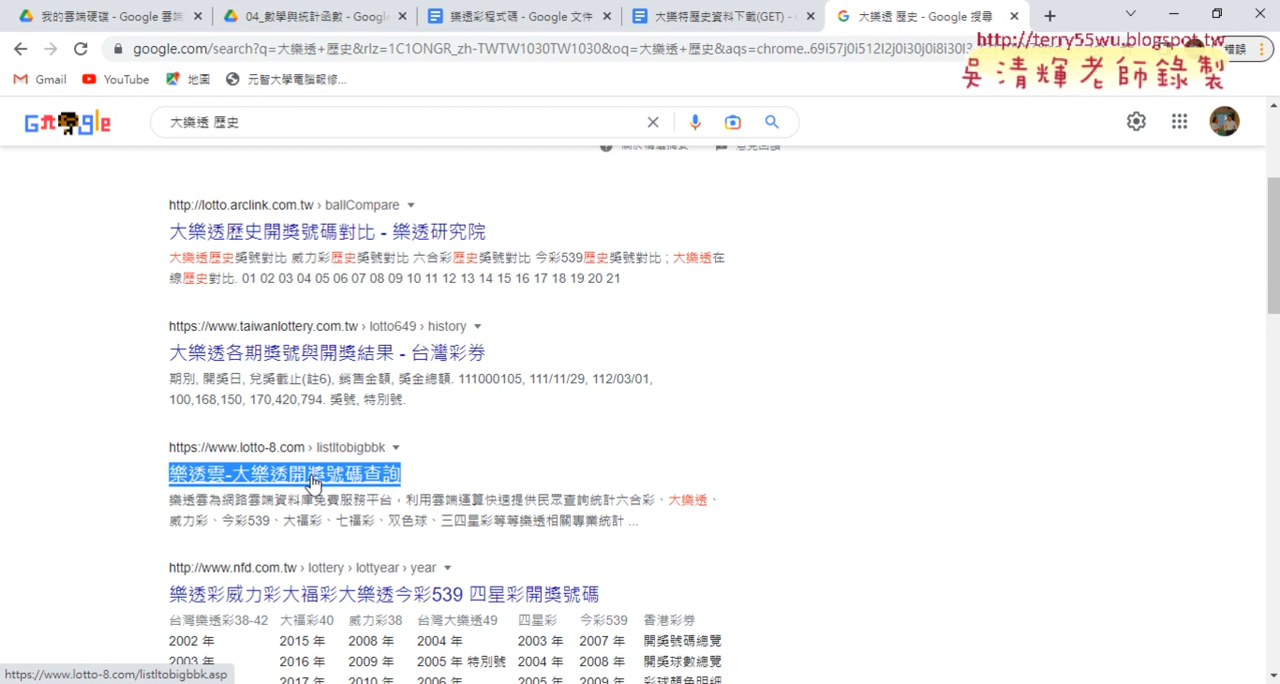 我的雲端硬碟 - Google 雲端
04_數學與統計函數 - Google
樂透彩程式碼 - Google 文件
大樂特歷史資料下載(GET) -
大樂透 歷史 - Google 搜尋
google.com/search?q=大樂透+歷史&rlz=1C1ONGR_zh-TWTW1030TW1030&oq=大樂透+歷史&aqs=chrome..69i57j0i512l2j0i30j0i8i30l3
http://terry55wu.blogspot.tw
吳清輝老師錄製
Gmail
YouTube
地圖
元智大學電腦報修...
大樂透 歷史
http://lotto.arclink.com.tw › ballCompare
大樂透歷史開獎號碼對比 - 樂透研究院
大樂透歷史獎號對比 威力彩歷史獎號對比 六合彩歷史獎號對比 今彩539歷史獎號對比 ; 大樂透在
線歷史對比. 01 02 03 04 05 06 07 08 09 10 11 12 13 14 15 16 17 18 19 20 21
https://www.taiwanlottery.com.tw › lotto649 › history
大樂透各期獎號與開獎結果 - 台灣彩券
期別, 開獎日, 兌獎截止(註6), 銷售金額, 獎金總額. 111000105, 111/11/29, 112/03/01,
100,168,150, 170,420,794. 獎號, 特別號.
https://www.lotto-8.com › listltobigbbk
樂透雲-大樂透開獎號碼查詢
樂透雲為網路雲端資料庫免費服務平台，利用雲端運算快速提供民眾查詢統計六合彩、大樂透、
威力彩、今彩539、大福彩、七福彩、双色球、三四星彩等等樂透相關專業統計 ...
http://www.nfd.com.tw › lottery › lottyear › year
樂透彩威力彩大福彩大樂透今彩539 四星彩開獎號碼
台灣樂透彩38-42 大福彩40 威力彩38 台灣大樂透49 四星彩 今彩539 香港彩券
2002 年 2015 年 2008 年 2004 年 2003 年 2007 年 開獎號碼總覽
2003 年 2016 年 2009 年 2005 年 特別號 2004 年 2008 年 開獎球數總覽
2017 年 2010 年 2006 年 2005 年 2009 年 彩球顏色明細
https://www.lotto-8.com/listltobigbbk.asp